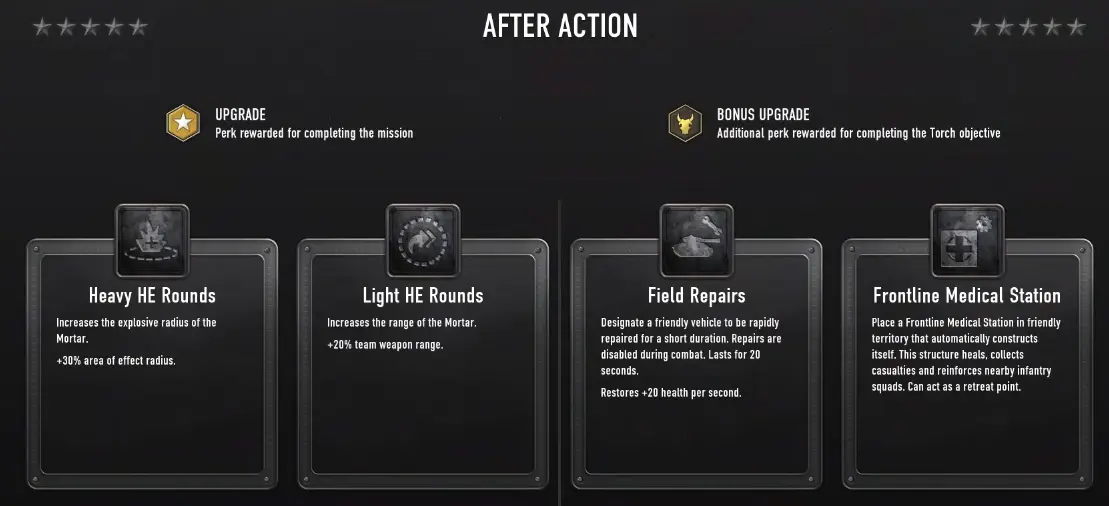 AFTER ACTION
UPGRADE
Perk rewarded for completing the mission
BONUS UPGRADE
Additional perk rewarded for completing the Torch objective
Heavy HE Rounds
Increases the explosive radius of the
Mortar.
+30% area of effect radius.
Light HE Rounds
Increases the range of the Mortar.
+20% team weapon range.
Field Repairs
Designate a friendly vehicle to be rapidly
repaired for a short duration. Repairs are
disabled during combat. Lasts for 20
seconds.
Restores +20 health per second.
Frontline Medical Station
Place a Frontline Medical Station in friendly
territory that automatically constructs
itself. This structure heals, collects
casualties and reinforces nearby infantry
squads. Can act as a retreat point.